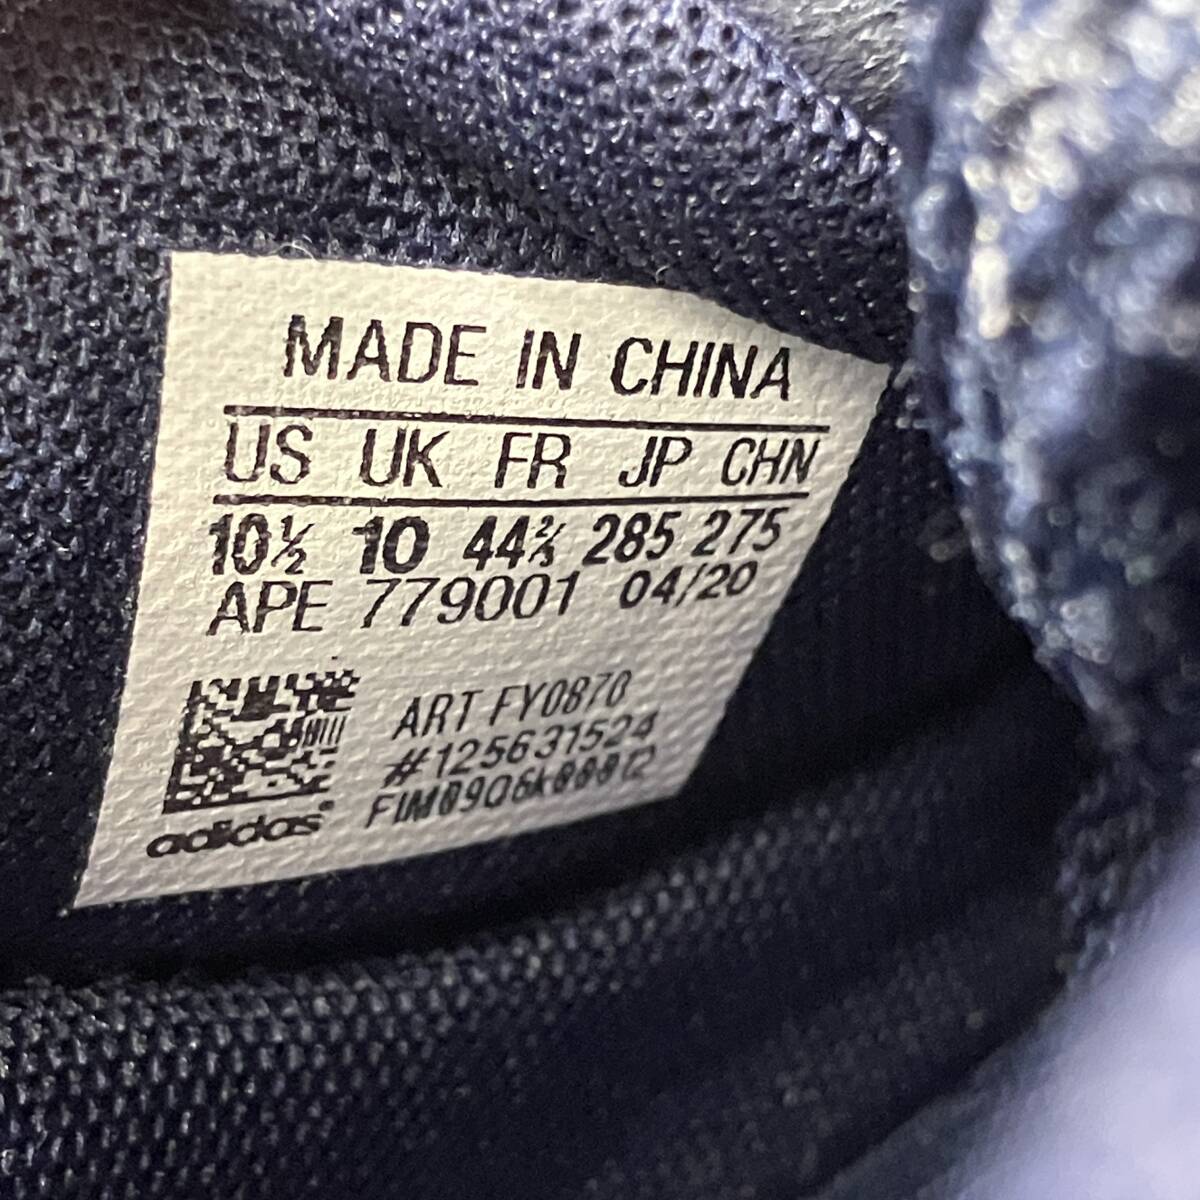 MADE IN CHINA
US UK FR JP CHN
10½ 10 44⅔ 285 275
APE 779001 04/20
ART FY0870
#125631524
adidas®